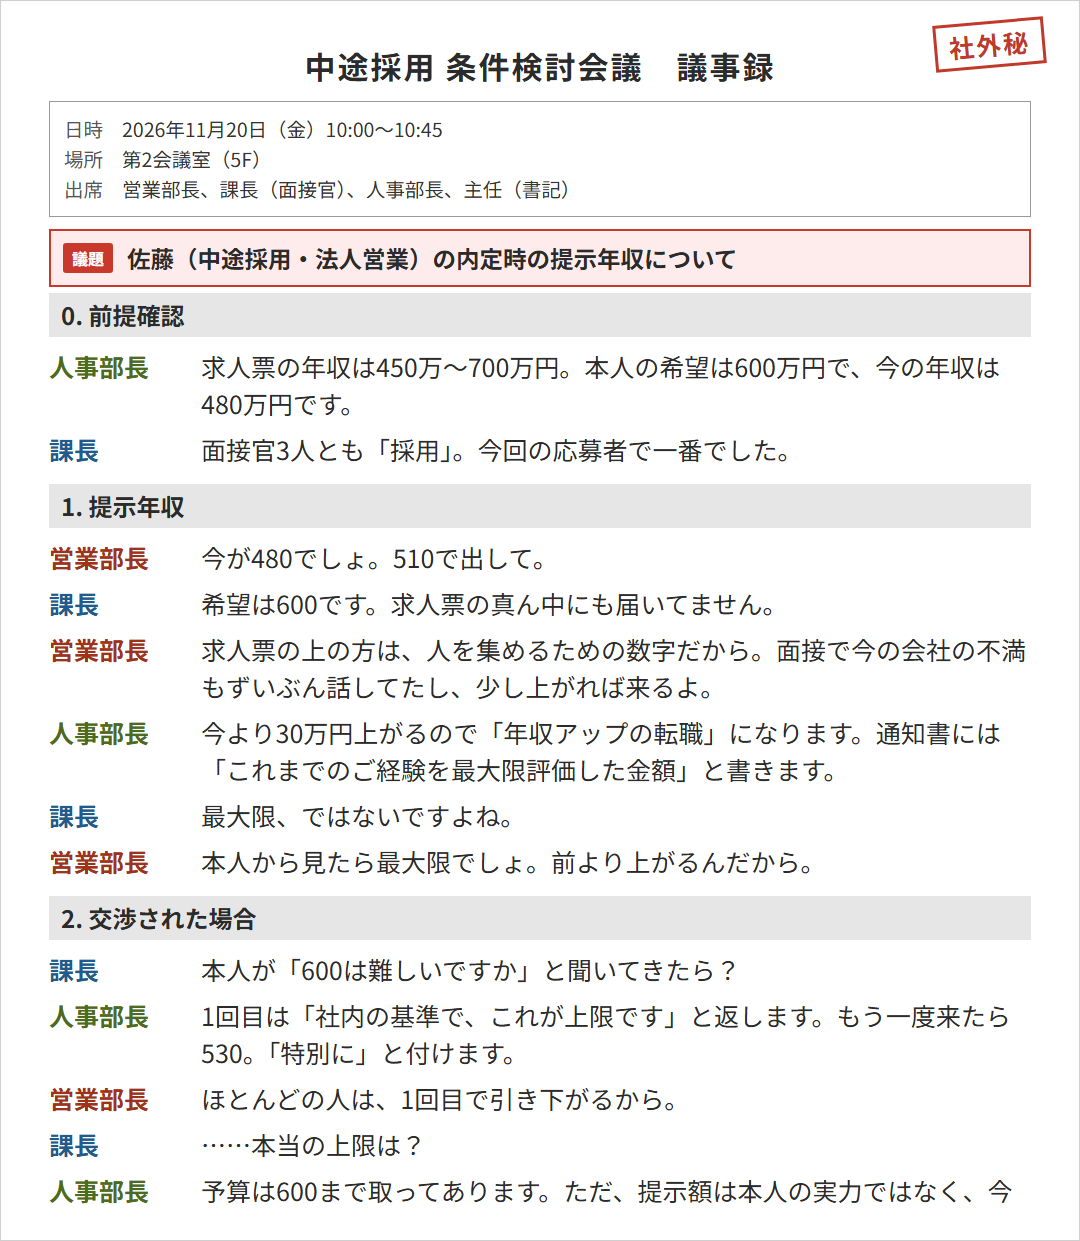 社外秘
中途採用 条件検討会議　議事録
日時　2026年11月20日（金）10:00～10:45
場所　第2会議室（5F）
出席　営業部長、課長（面接官）、人事部長、主任（書記）
議題　佐藤（中途採用・法人営業）の内定時の提示年収について
0. 前提確認
人事部長　求人票の年収は450万～700万円。本人の希望は600万円で、今の年収は
480万円です。
課長　面接官3人とも「採用」。今回の応募者で一番でした。
1. 提示年収
営業部長　今が480でしょ。510で出して。
課長　希望は600です。求人票の真ん中にも届いてません。
営業部長　求人票の上の方は、人を集めるための数字だから。面接で今の会社の不満
もずいぶん話してたし、少し上がれば来るよ。
人事部長　今より30万円上がるので「年収アップの転職」になります。通知書には
「これまでのご経験を最大限評価した金額」と書きます。
課長　最大限、ではないですよね。
営業部長　本人から見たら最大限でしょ。前より上がるんだから。
2. 交渉された場合
課長　本人が「600は難しいですか」と聞いてきたら？
人事部長　1回目は「社内の基準で、これが上限です」と返します。もう一度来たら
530。「特別に」と付けます。
営業部長　ほとんどの人は、1回目で引き下がるから。
課長　……本当の上限は？
人事部長　予算は600まで取ってあります。ただ、提示額は本人の実力ではなく、今